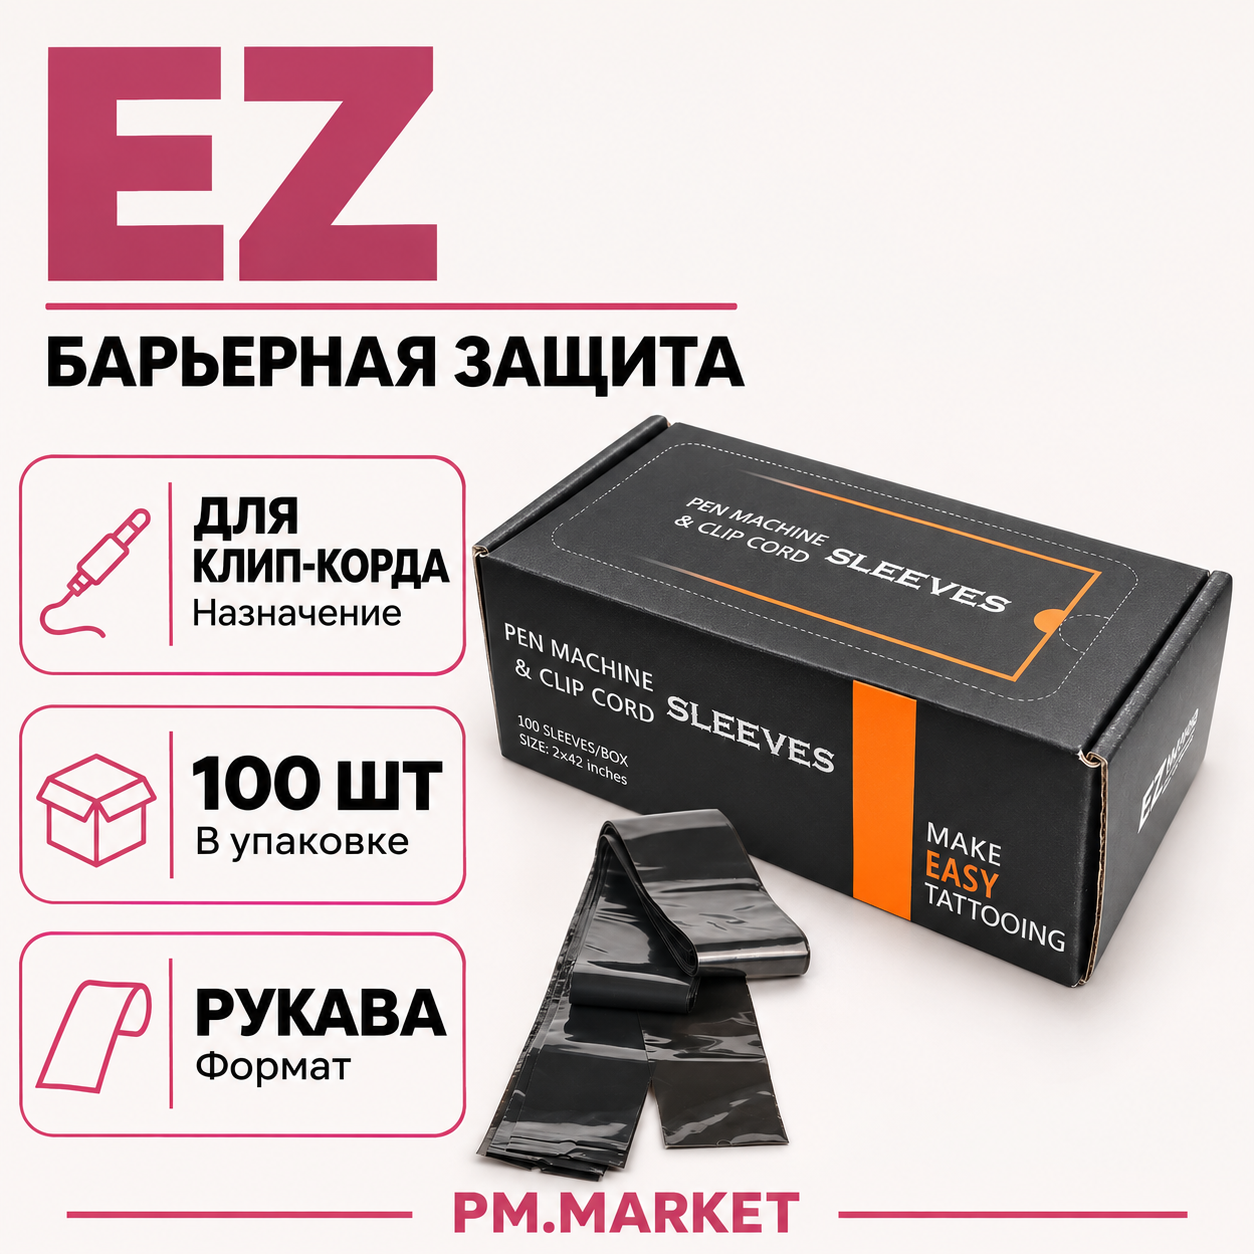 EZ
БАРЬЕРНАЯ ЗАЩИТА
ДЛЯ
КЛИП-КОРДА
Назначение
100 ШТ
В упаковке
РУКАВА
Формат
PEN MACHINE
& CLIP CORD SLEEVES
PEN MACHINE
& CLIP CORD SLEEVES
100 SLEEVES/BOX
SIZE: 2x42 inches
MAKE
EASY
TATTOOING
EZ
PM.MARKET